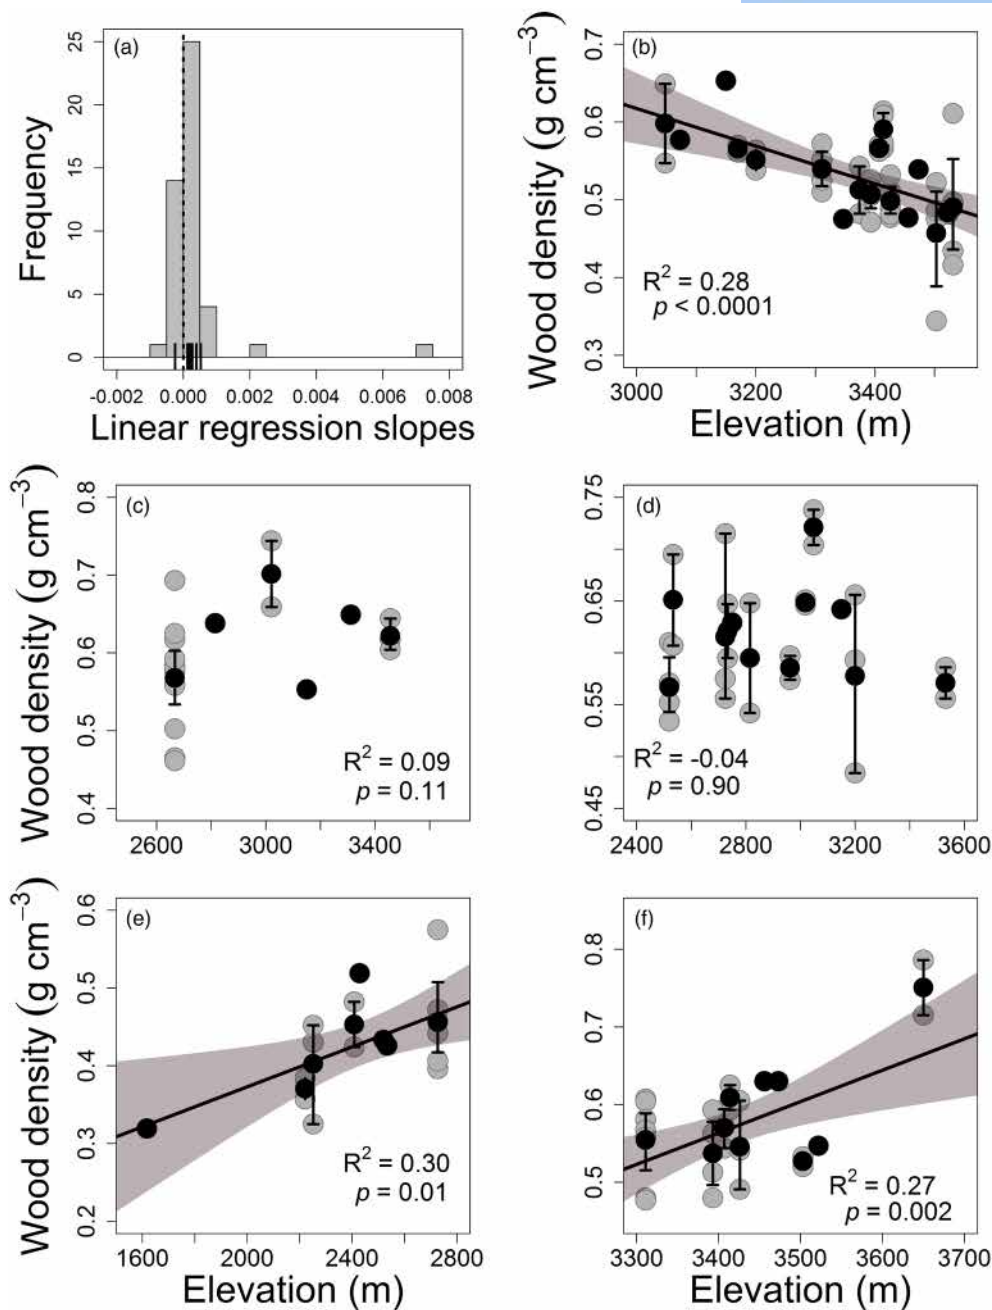 (a)
Frequency
25
20
15
10
5
0
-0.002
0.000
0.002
0.004
0.006
0.008
Linear regression slopes
(b)
Wood density (g cm⁻³)
0.7
0.6
0.5
0.4
0.3
R² = 0.28
p < 0.0001
3000
3200
3400
Elevation (m)
(c)
Wood density (g cm⁻³)
0.8
0.7
0.6
0.5
0.4
R² = 0.09
p = 0.11
2600
3000
3400
(d)
0.75
0.65
0.55
0.45
R² = -0.04
p = 0.90
2400
2800
3200
3600
(e)
Wood density (g cm⁻³)
0.6
0.5
0.4
0.3
0.2
R² = 0.30
p = 0.01
1600
2000
2400
2800
Elevation (m)
(f)
0.8
0.7
0.6
0.5
R² = 0.27
p = 0.002
3300
3400
3500
3600
3700
Elevation (m)